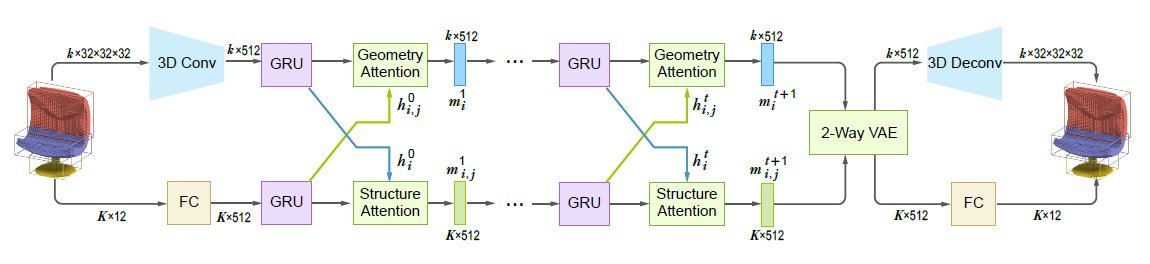 k×32×32×32
3D Conv
k×512
GRU
Geometry
Attention
k×512
m_i^1
h_{i,j}^0
...
GRU
Geometry
Attention
k×512
m_i^{t+1}
h_{i,j}^t
2-Way VAE
k×512
3D Deconv
k×32×32×32
K×12
FC
K×512
GRU
h_i^0
Structure
Attention
m_{i,j}^1
K×512
...
GRU
h_i^t
Structure
Attention
m_{i,j}^{t+1}
K×512
K×512
FC
K×12